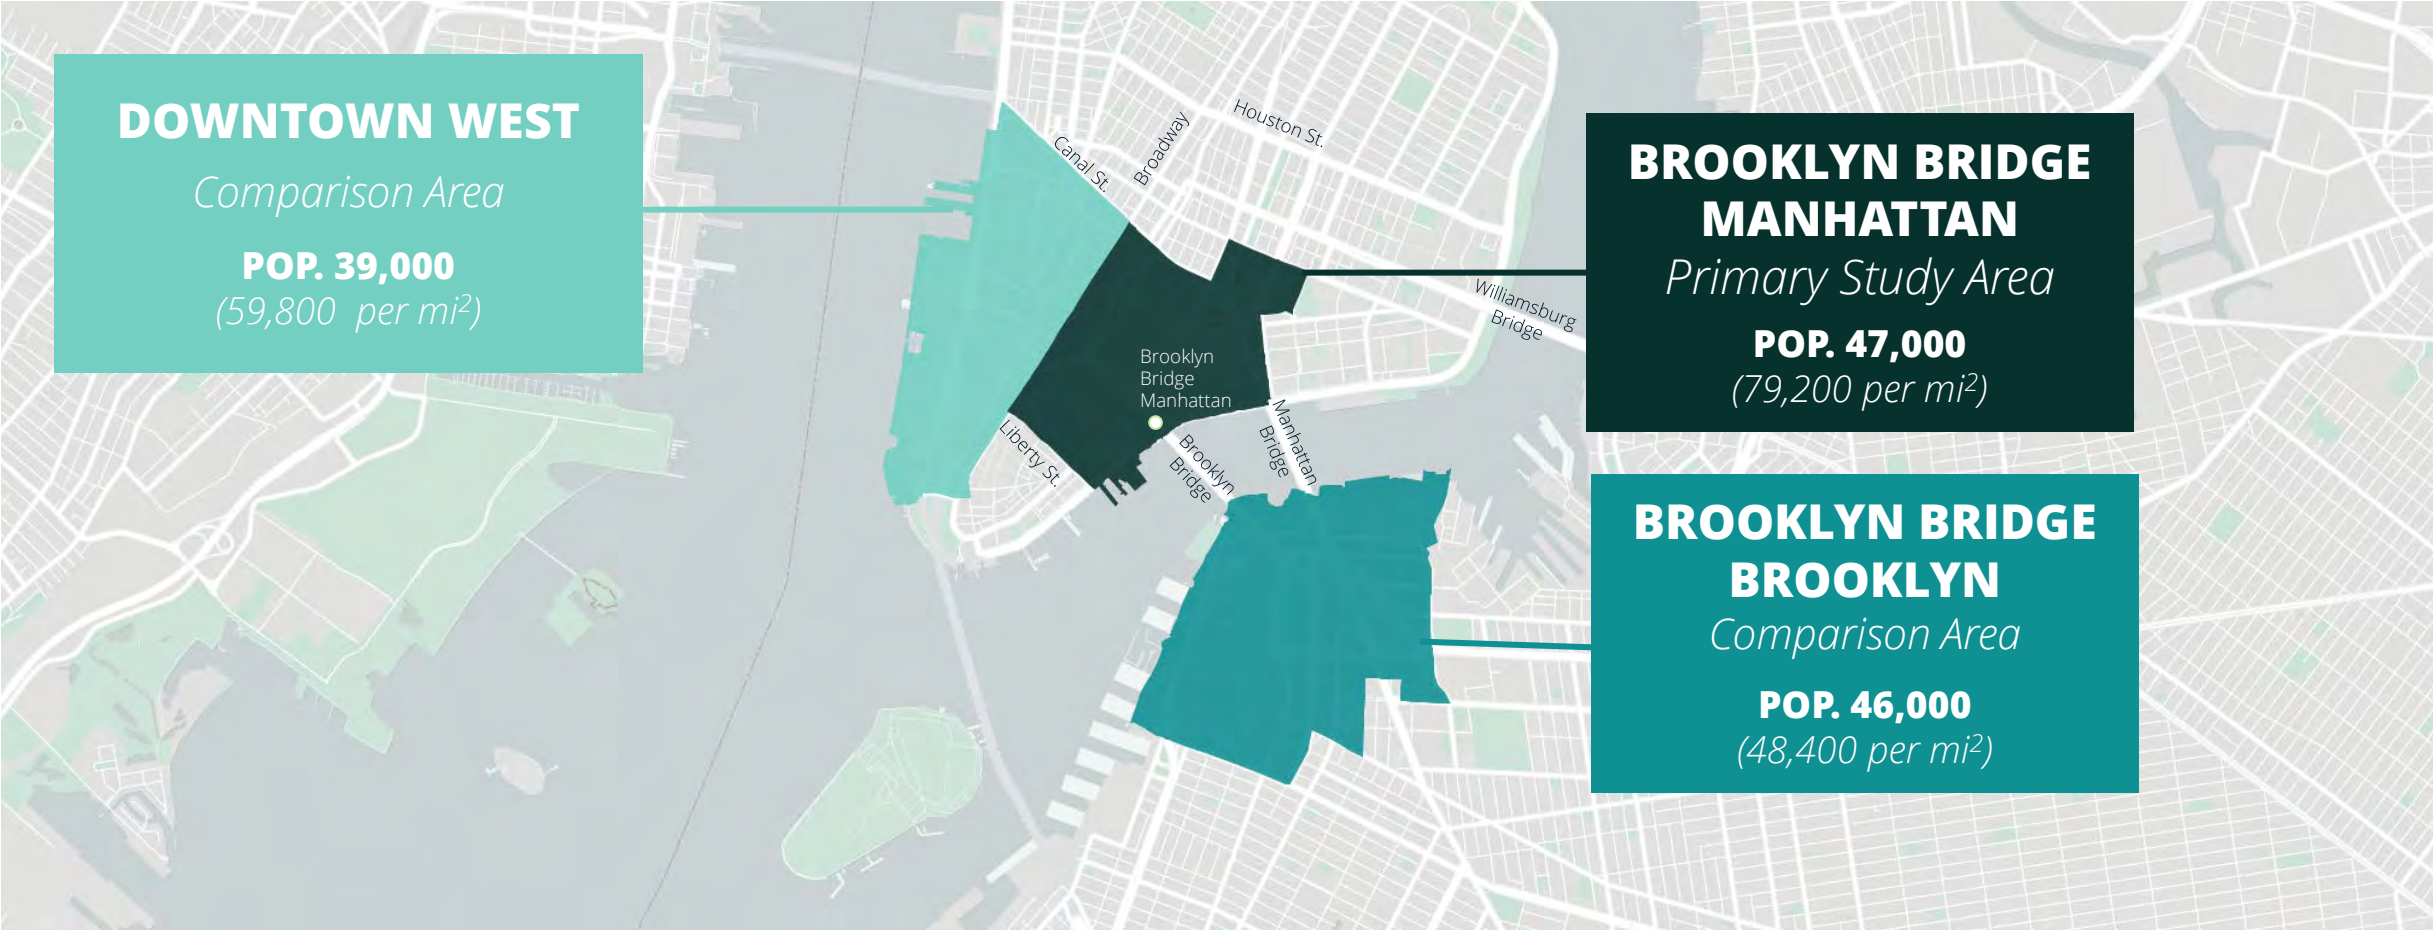 DOWNTOWN WEST
Comparison Area
POP. 39,000
(59,800 per mi²)
Canal St.
Broadway
Houston St.
Williamsburg
Bridge
Brooklyn
Bridge
Manhattan
Liberty St.
Brooklyn
Bridge
Manhattan
Bridge
BROOKLYN BRIDGE
MANHATTAN
Primary Study Area
POP. 47,000
(79,200 per mi²)
BROOKLYN BRIDGE
BROOKLYN
Comparison Area
POP. 46,000
(48,400 per mi²)